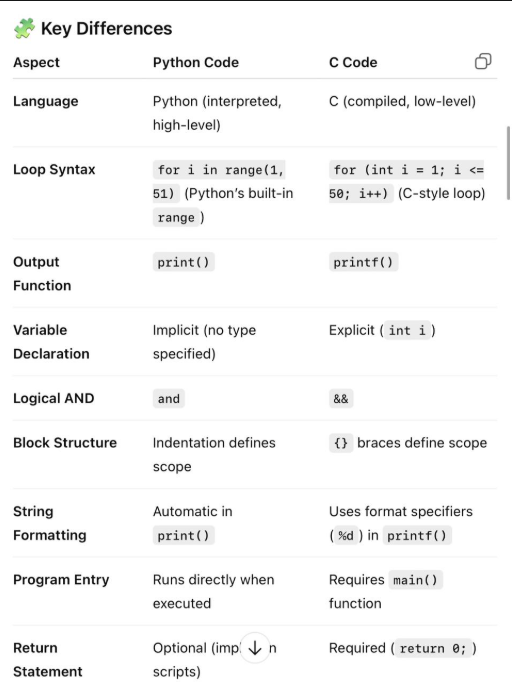 🧩 Key Differences
Aspect Python Code C Code
Language Python (interpreted, C (compiled, low-level)
high-level)
Loop Syntax for i in range(1, for (int i = 1; i <=
51) (Python's built-in 50; i++) (C-style loop)
range )
Output print() printf()
Function
Variable Implicit (no type Explicit ( int i )
Declaration specified)
Logical AND and &&
Block Structure Indentation defines {} braces define scope
scope
String Automatic in Uses format specifiers
Formatting print() ( %d ) in printf()
Program Entry Runs directly when Requires main()
executed function
Return Optional Required ( return 0; )
Statement scripts)